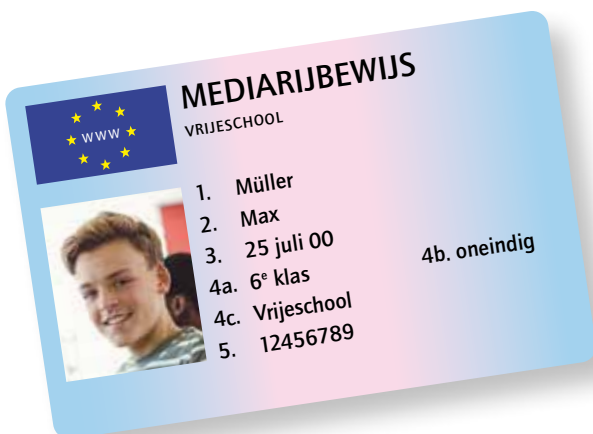 MEDIARIJBEWIJS
VRIJESCHOOL
www
1. Müller
2. Max
3. 25 juli 00
4a. 6e klas
4b. oneindig
4c. Vrijeschool
5. 12456789